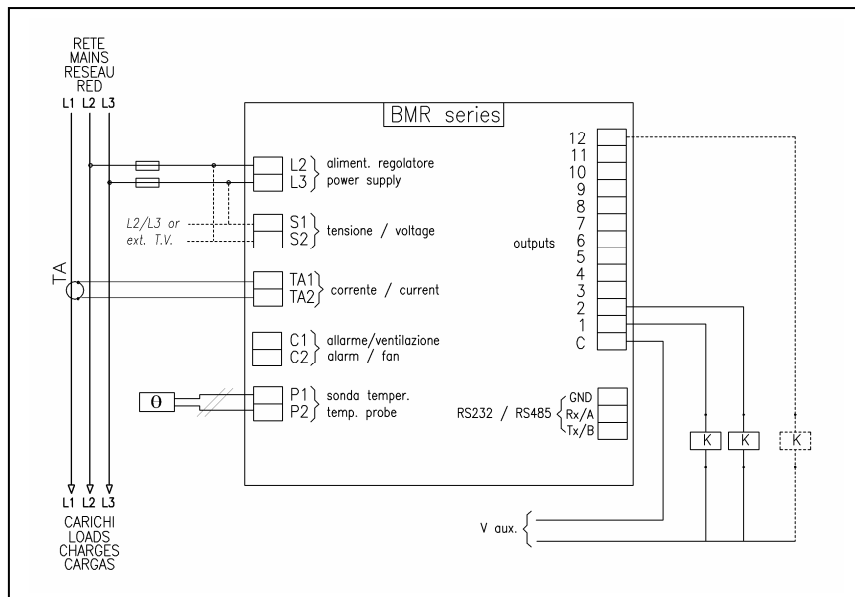 RETE
MAINS
RESEAU
RED
L1 L2 L3
BMR series
L2 aliment. regolatore
L3 power supply
L2/L3 or
ext. T.V.
S1
S2
tensione / voltage
TA
TA1
TA2
corrente / current
C1 allarme/ventilazione
C2 alarm / fan
θ
P1 sonda temper.
P2 temp. probe
outputs
12
11
10
9
8
7
6
5
4
3
2
1
C
RS232 / RS485
GND
Rx/A
Tx/B
K K K
V aux.
L1 L2 L3
CARICHI
LOADS
CHARGES
CARGAS